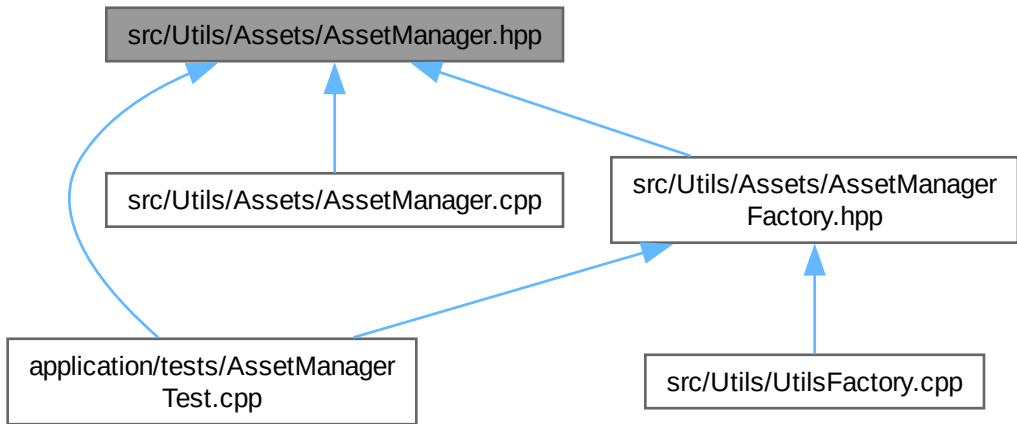 src/Utils/Assets/AssetManager.hpp
src/Utils/Assets/AssetManager.cpp
src/Utils/Assets/AssetManager
Factory.hpp
application/tests/AssetManager
Test.cpp
src/Utils/UtilsFactory.cpp